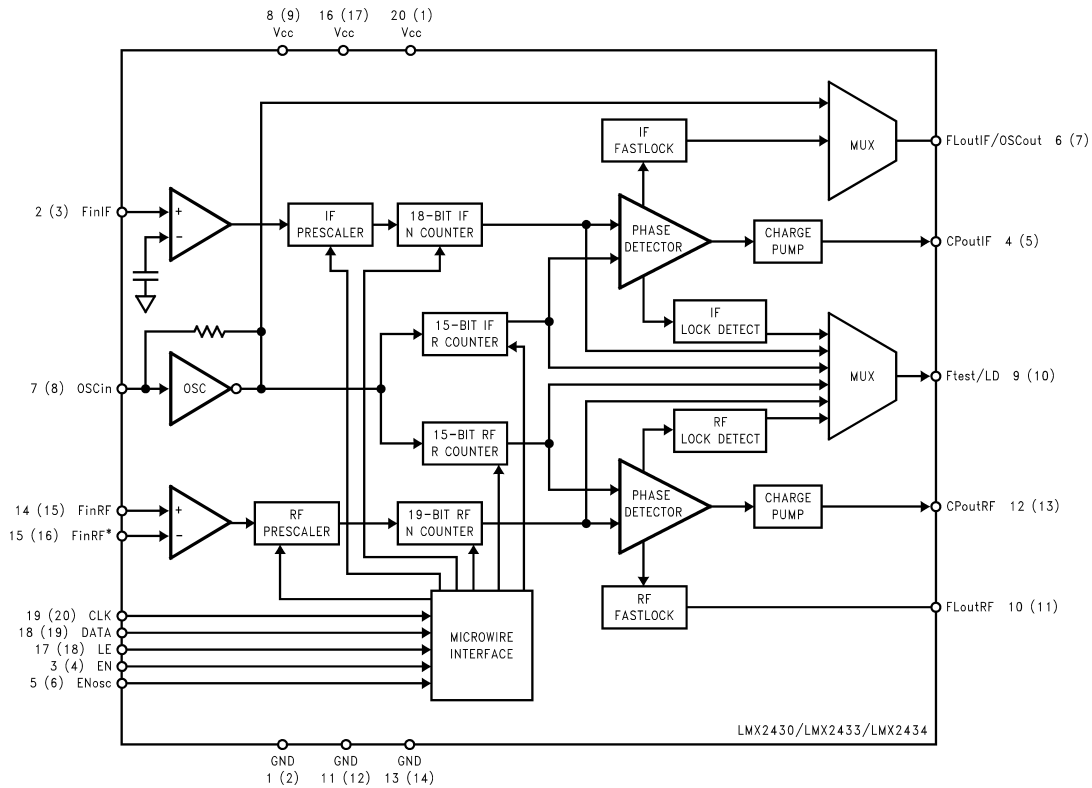 8 (9)
Vcc
16 (17)
Vcc
20 (1)
Vcc
IF
FASTLOCK
MUX
FLoutIF/OSCout 6 (7)
2 (3) FinIF
+
−
IF
PRESCALER
18-BIT IF
N COUNTER
PHASE
DETECTOR
CHARGE
PUMP
CPoutIF 4 (5)
15-BIT IF
R COUNTER
IF
LOCK DETECT
7 (8) OSCin
OSC
MUX
Ftest/LD 9 (10)
15-BIT RF
R COUNTER
RF
LOCK DETECT
14 (15) FinRF
15 (16) FinRF*
+
−
RF
PRESCALER
19-BIT RF
N COUNTER
PHASE
DETECTOR
CHARGE
PUMP
CPoutRF 12 (13)
RF
FASTLOCK
FLoutRF 10 (11)
19 (20) CLK
18 (19) DATA
17 (18) LE
3 (4) EN
5 (6) ENosc
MICROWIRE
INTERFACE
LMX2430/LMX2433/LMX2434
GND
1 (2)
GND
11 (12)
GND
13 (14)